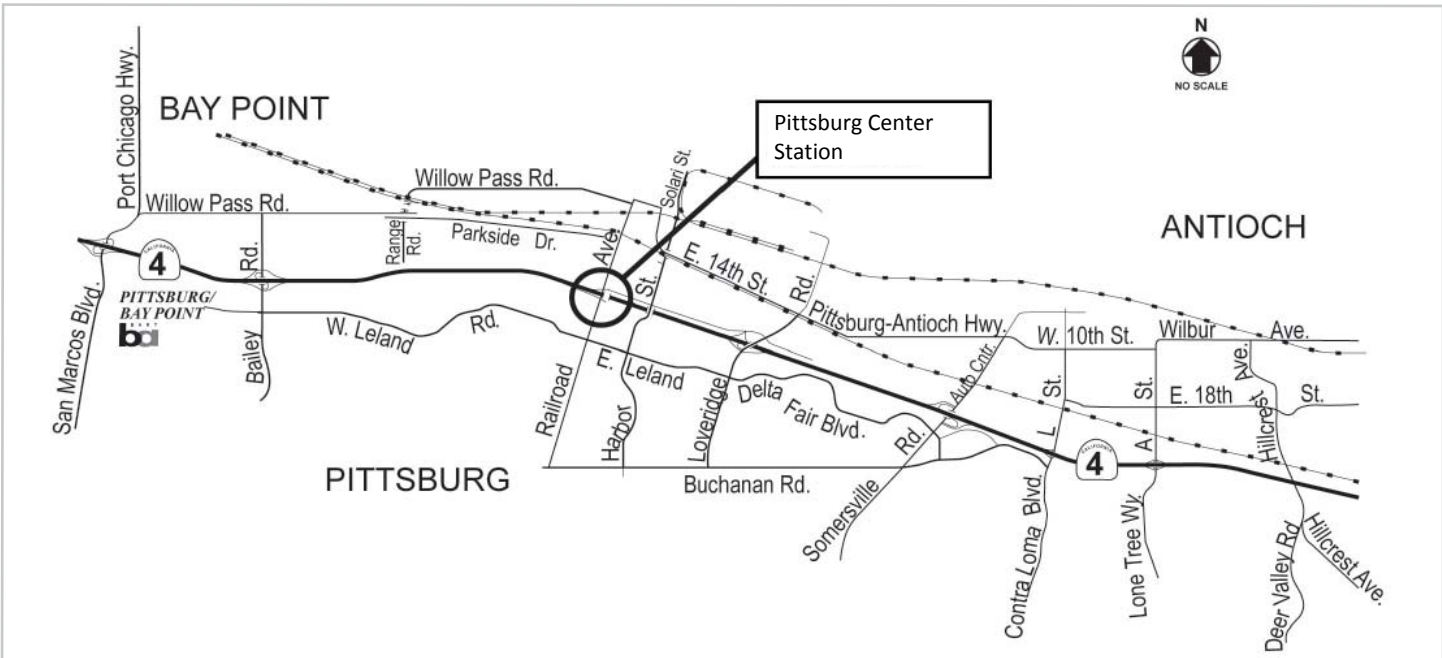 N
NO SCALE
Port Chicago Hwy.
BAY POINT
Pittsburg Center
Station
Solari St.
Willow Pass Rd.
Willow Pass Rd.
ANTIOCH
Range
Rd.
Parkside Dr.
Ave.
CALIFORNIA
4
Rd.
E. 14th St.
St.
Rd.
PITTSBURG/
BAY POINT
bart
San Marcos Blvd.
Bailey
W. Leland Rd.
Pittsburg-Antioch Hwy.
W. 10th St.
Wilbur Ave.
Auto Cntr.
Ave.
Railroad
E. Leland
Harbor
Loveridge
Delta
Fair Blvd.
St.
L
St.
A
E. 18th St.
Hillcrest
Rd.
CALIFORNIA
4
PITTSBURG
Buchanan Rd.
Somersville
Contra Loma Blvd.
Lone Tree Wy.
Deer Valley Rd
Hillcrest Ave.